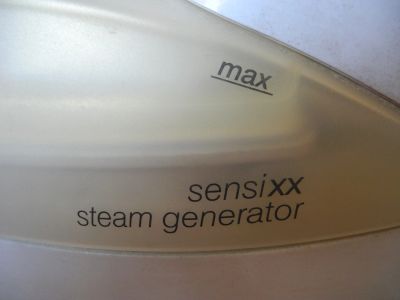 max
sensixx
steam generator